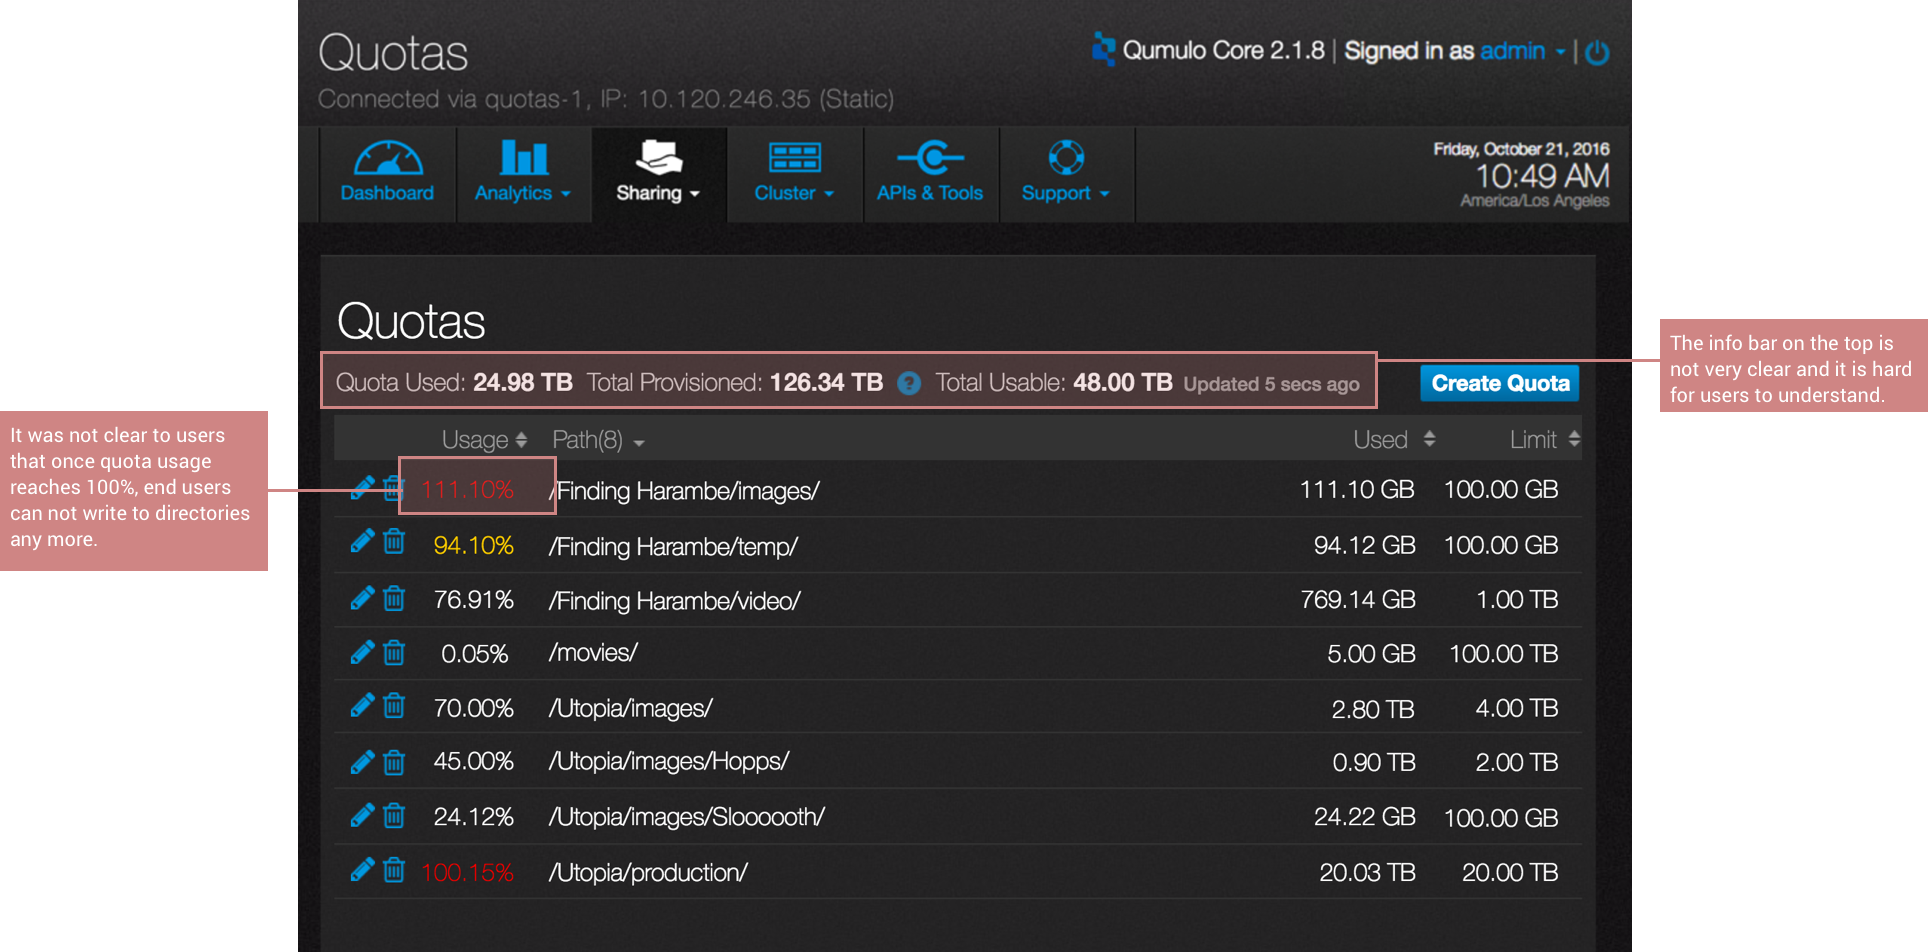 Quotas
Qumulo Core 2.1.8 | Signed in as admin |
Connected via quotas-1, IP: 10.120.246.35 (Static)
Dashboard Analytics Sharing Cluster APIs & Tools Support
Friday, October 21, 2016
10:49 AM
America/Los Angeles
Quotas
Quota Used: 24.98 TB Total Provisioned: 126.34 TB ? Total Usable: 48.00 TB Updated 5 secs ago
Create Quota
The info bar on the top is
not very clear and it is hard
for users to understand.
It was not clear to users
that once quota usage
reaches 100%, end users
can not write to directories
any more.
Usage Path(8) Used Limit
111.10% /Finding Harambe/images/ 111.10 GB 100.00 GB
94.10% /Finding Harambe/temp/ 94.12 GB 100.00 GB
76.91% /Finding Harambe/video/ 769.14 GB 1.00 TB
0.05% /movies/ 5.00 GB 100.00 TB
70.00% /Utopia/images/ 2.80 TB 4.00 TB
45.00% /Utopia/images/Hopps/ 0.90 TB 2.00 TB
24.12% /Utopia/images/Sloooooth/ 24.22 GB 100.00 GB
100.15% /Utopia/production/ 20.03 TB 20.00 TB